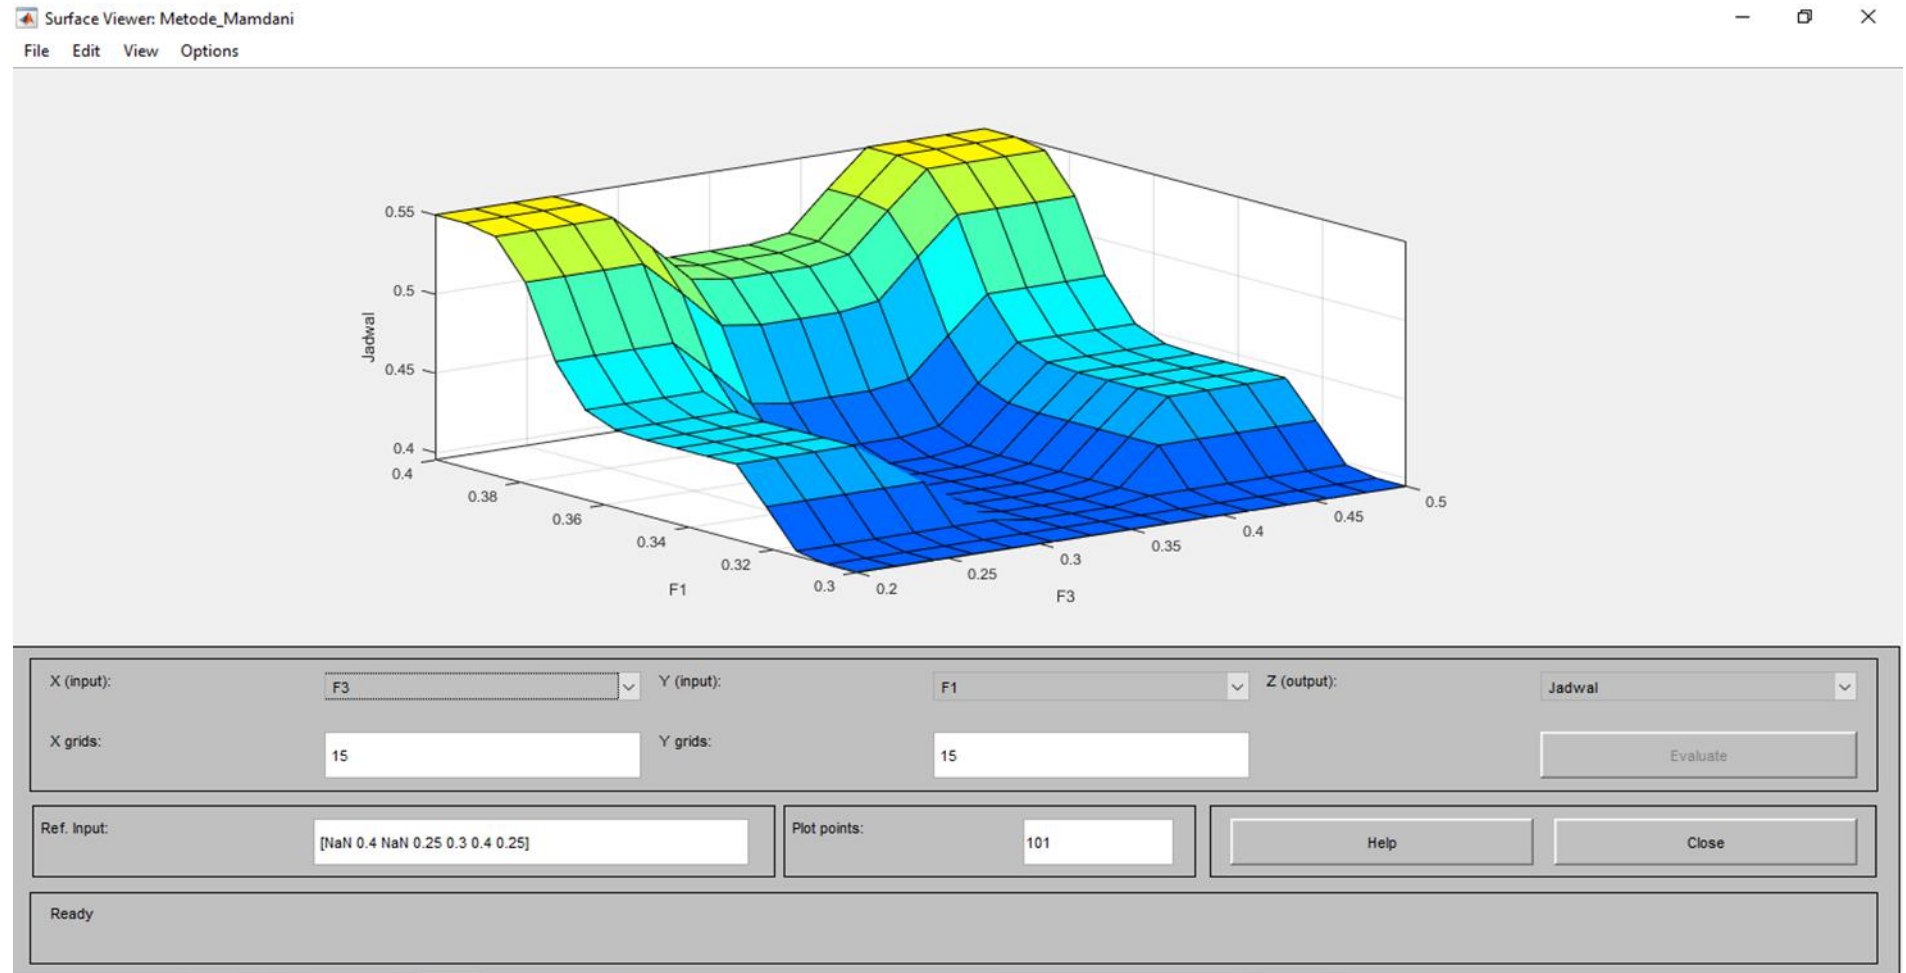 Surface Viewer: Metode_Mamdani
File Edit View Options
0.55
0.5
0.45
0.4
Jadwal
0.4
0.38
0.36
0.34
0.32
0.3
F1
0.2
0.25
0.3
0.35
0.4
0.45
0.5
F3
X (input): F3 Y (input): F1 Z (output): Jadwal
X grids: 15 Y grids: 15 Evaluate
Ref. Input: [NaN 0.4 NaN 0.25 0.3 0.4 0.25] Plot points: 101 Help Close
Ready